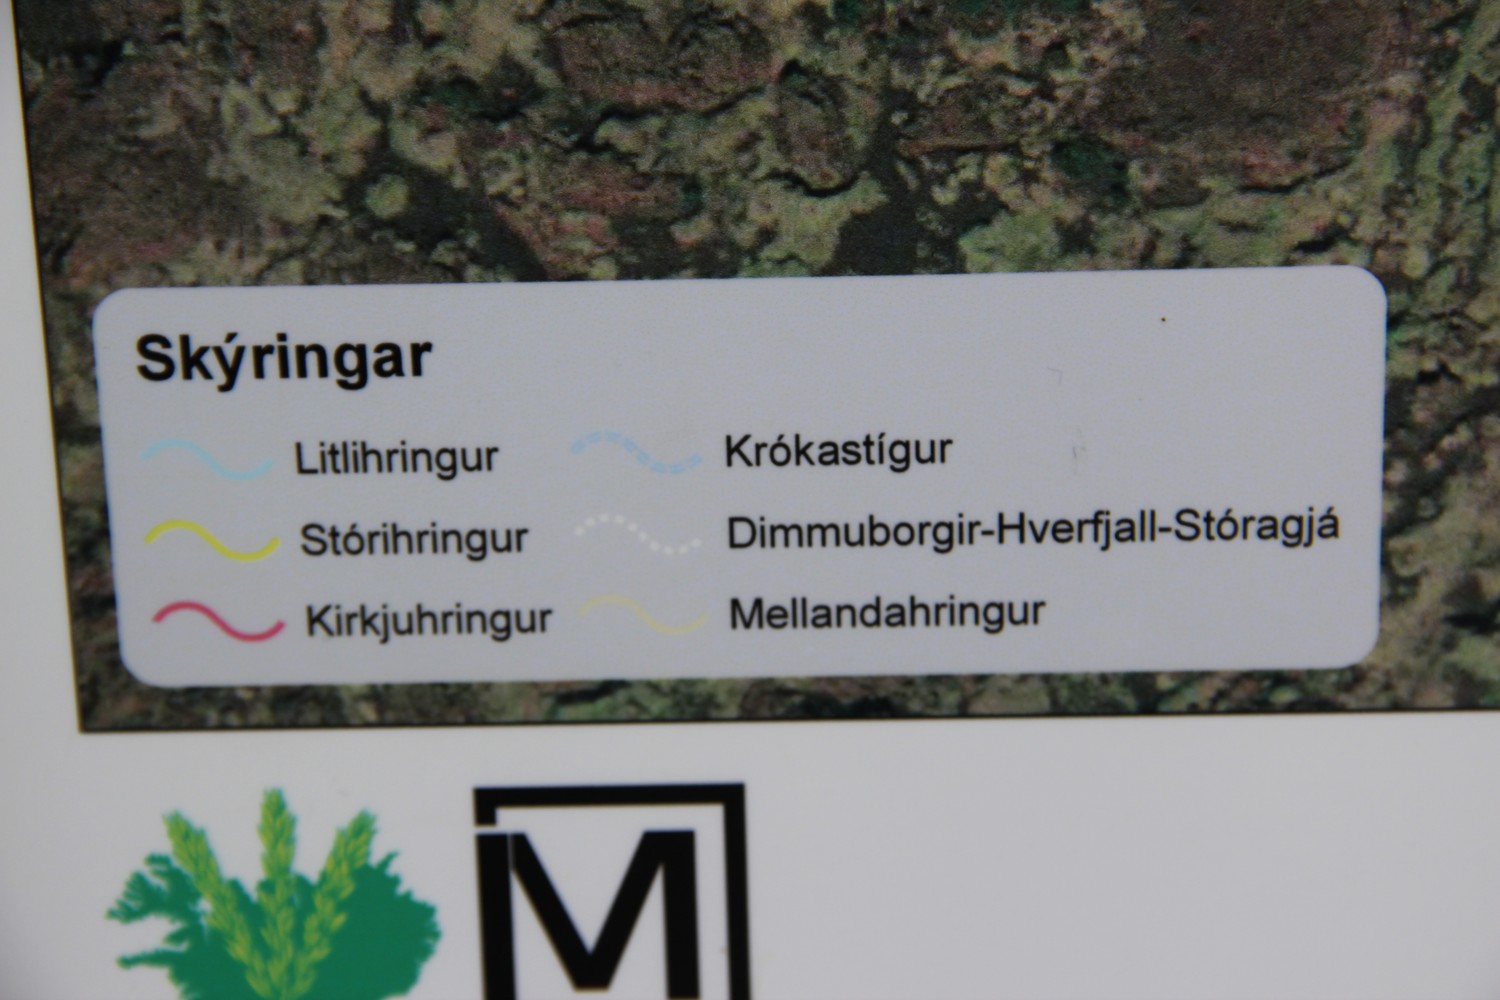 Skýringar
Litlihringur
Krókastígur
Stórihringur
Dimmuborgir-Hverfjall-Stóragjá
Kirkjuhringur
Mellandahringur
M